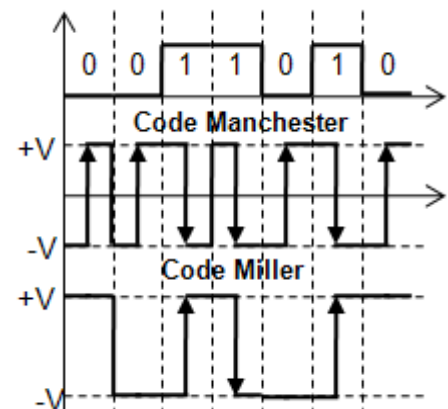 0 0 1 1 0 1 0
Code Manchester
+V
-V
Code Miller
+V
-V